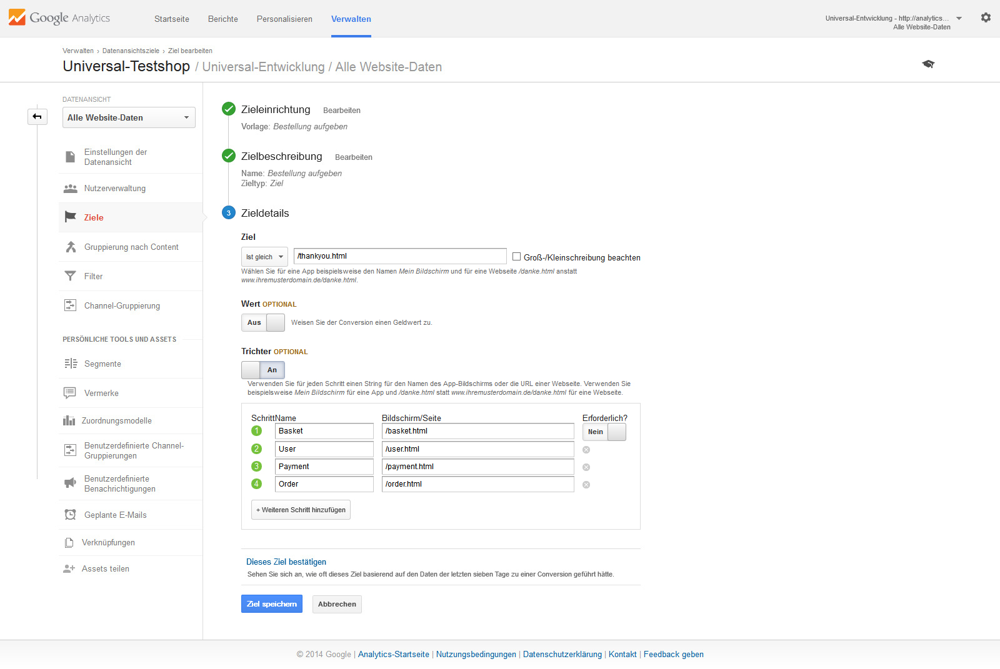 Google Analytics
Startseite Berichte Personalisieren Verwalten
Universal-Entwicklung - http://analytics...
Alle Website-Daten
Verwalten › Datenansichtsziele › Ziel bearbeiten
Universal-Testshop / Universal-Entwicklung / Alle Website-Daten
DATENANSICHT
Alle Website-Daten
Einstellungen der
Datenansicht
Nutzerverwaltung
Ziele
Gruppierung nach Content
Filter
Channel-Gruppierung
PERSÖNLICHE TOOLS UND ASSETS
Segmente
Vermerke
Zuordnungsmodelle
Benutzerdefinierte Channel-
Gruppierungen
Benutzerdefinierte
Benachrichtigungen
Geplante E-Mails
Verknüpfungen
Assets teilen
Zieleinrichtung Bearbeiten
Vorlage: Bestellung aufgeben
Zielbeschreibung Bearbeiten
Name: Bestellung aufgeben
Zieltyp: Ziel
3 Zieldetails
Ziel
Ist gleich /thankyou.html Groß-/Kleinschreibung beachten
Wählen Sie für eine App beispielsweise den Namen Mein Bildschirm und für eine Webseite /danke.html anstatt
www.ihremusterdomain.de/danke.html.
Wert OPTIONAL
Aus Weisen Sie der Conversion einen Geldwert zu.
Trichter OPTIONAL
An
Verwenden Sie für jeden Schritt einen String für den Namen des App-Bildschirms oder die URL einer Webseite. Verwenden Sie
beispielsweise Mein Bildschirm für eine App und /danke.html statt www.ihremusterdomain.de/danke.html für eine Webseite.
Schritt Name Bildschirm/Seite Erforderlich?
1 Basket /basket.html Nein
2 User /user.html
3 Payment /payment.html
4 Order /order.html
+ Weiteren Schritt hinzufügen
Dieses Ziel bestätigen
Sehen Sie sich an, wie oft dieses Ziel basierend auf den Daten der letzten sieben Tage zu einer Conversion geführt hätte.
Ziel speichern Abbrechen
© 2014 Google | Analytics-Startseite | Nutzungsbedingungen | Datenschutzerklärung | Kontakt | Feedback geben